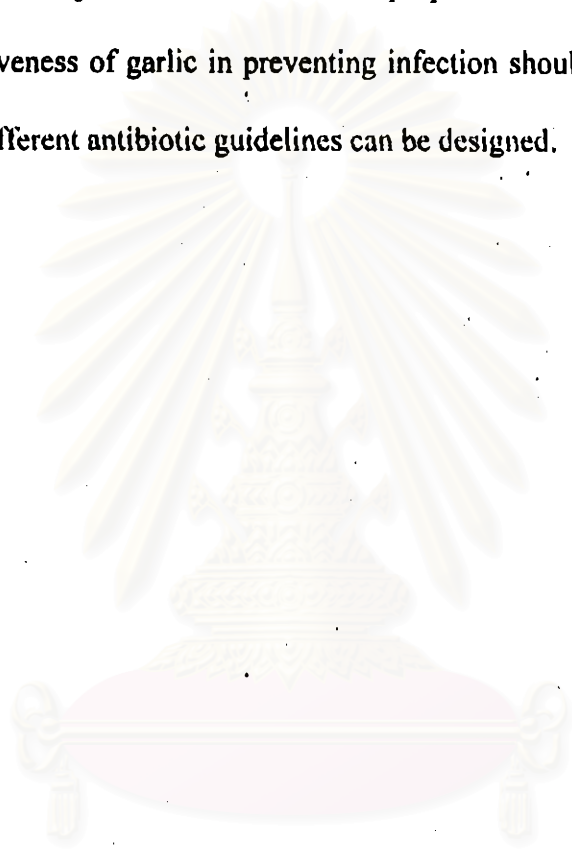 veness of garlic in preventing infection shoul
fferent antibiotic guidelines can be designed.